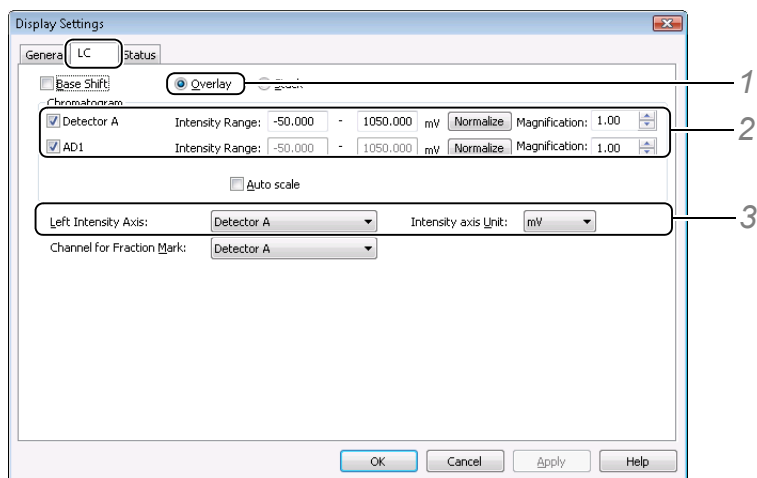 Display Settings
General LC Status
Base Shift Overlay Stack
Chromatogram
Detector A Intensity Range: -50.000 - 1050.000 mV Normalize Magnification: 1.00
AD1 Intensity Range: -50.000 - 1050.000 mV Normalize Magnification: 1.00
Auto scale
Left Intensity Axis: Detector A Intensity axis Unit: mV
Channel for Fraction Mark: Detector A
OK Cancel Apply Help
1
2
3